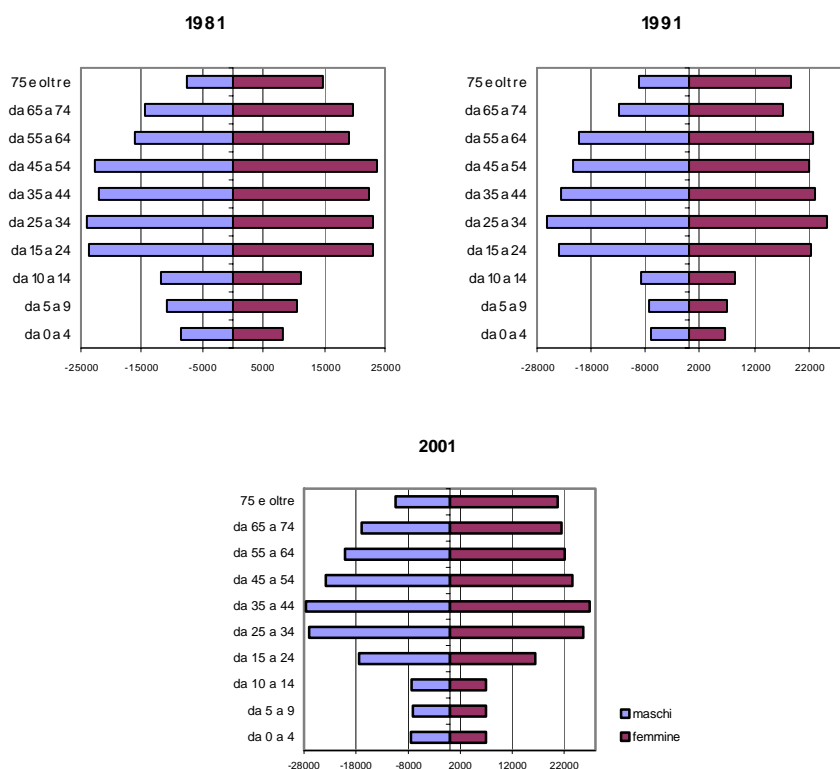 1981
75 e oltre
da 65 a 74
da 55 a 64
da 45 a 54
da 35 a 44
da 25 a 34
da 15 a 24
da 10 a 14
da 5 a 9
da 0 a 4
-25000 -15000 -5000 5000 15000 25000
1991
75 e oltre
da 65 a 74
da 55 a 64
da 45 a 54
da 35 a 44
da 25 a 34
da 15 a 24
da 10 a 14
da 5 a 9
da 0 a 4
-28000 -18000 -8000 2000 12000 22000
2001
75 e oltre
da 65 a 74
da 55 a 64
da 45 a 54
da 35 a 44
da 25 a 34
da 15 a 24
da 10 a 14
da 5 a 9
da 0 a 4
-28000 -18000 -8000 2000 12000 22000
maschi
femmine